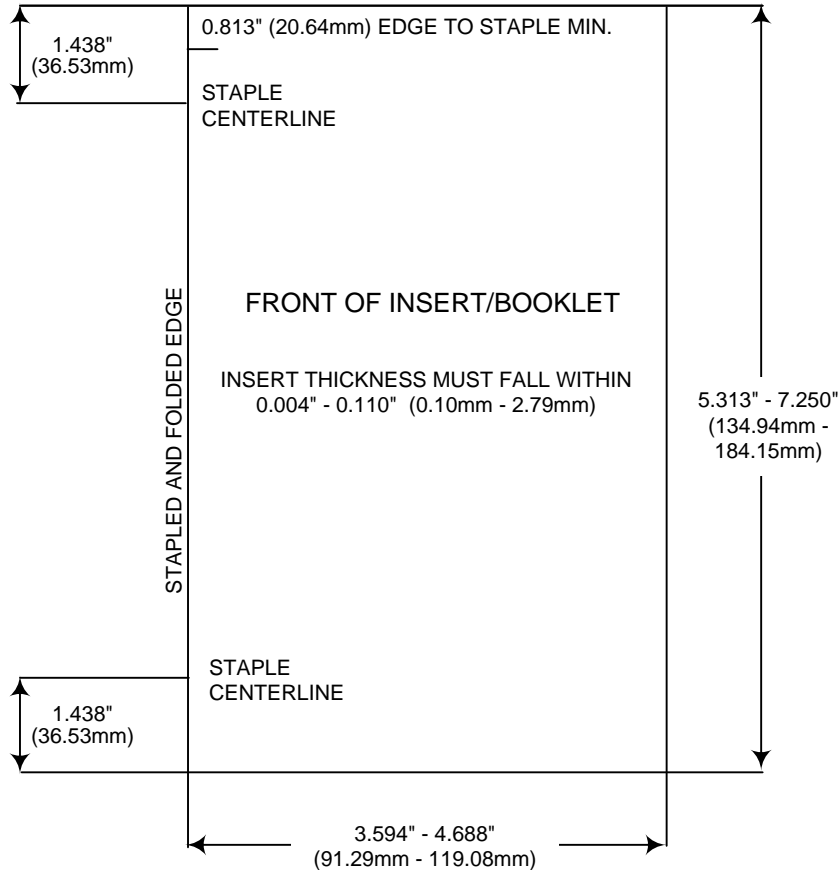 0.813" (20.64mm) EDGE TO STAPLE MIN.
1.438"
(36.53mm)
STAPLE
CENTERLINE
STAPLED AND FOLDED EDGE
FRONT OF INSERT/BOOKLET
INSERT THICKNESS MUST FALL WITHIN
0.004" - 0.110" (0.10mm - 2.79mm)
5.313" - 7.250"
(134.94mm -
184.15mm)
STAPLE
CENTERLINE
1.438"
(36.53mm)
3.594" - 4.688"
(91.29mm - 119.08mm)